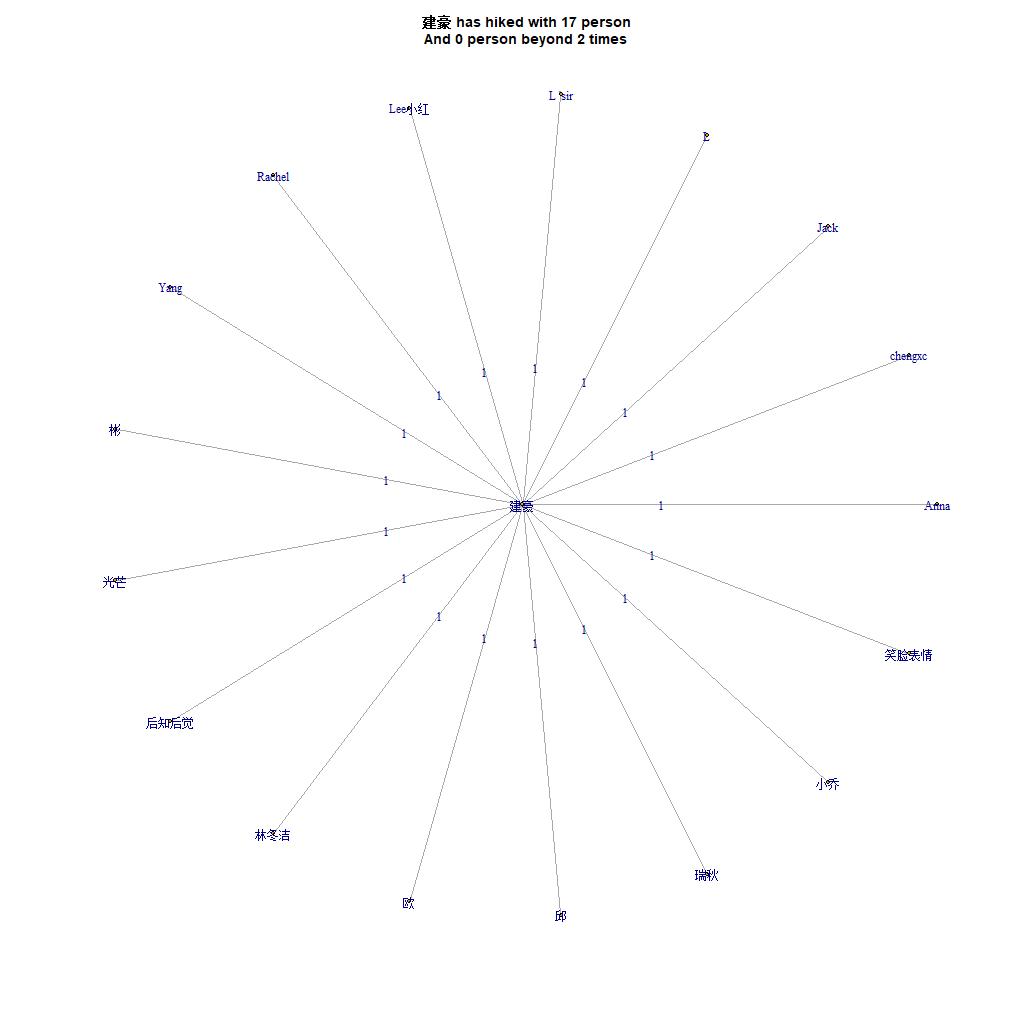 建豪 has hiked with 17 person
And 0 person beyond 2 times
L sir
Lee小红
Rachel
Jack
Yang
chengxc
1
1
1
1
1
1
彬
1
1
1
建豪
1
Anna
1
1
光芒
1
1
1
1
1
1
笑脸表情
后知后觉
小乔
林冬洁
瑞秋
欧
邱